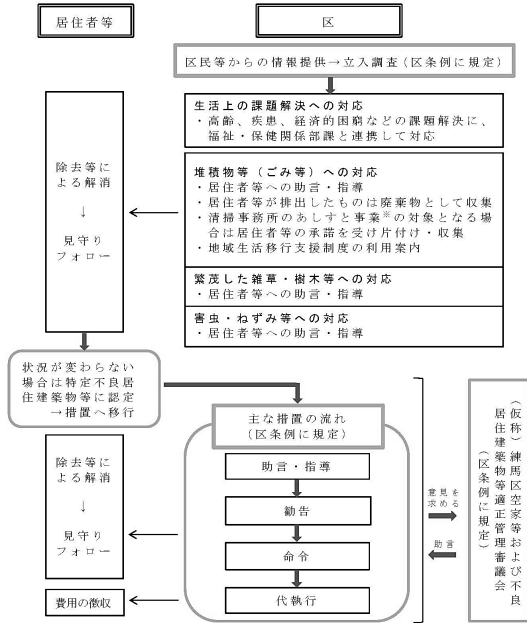 居住者等
区
区民等からの情報提供→立入調査（区条例に規定）
生活上の課題解決への対応
・高齢、疾患、経済的困窮などの課題解決に、
福祉・保健関係部課と連携して対応
堆積物等（ごみ等）への対応
・居住者等への助言・指導
・居住者等が排出したものは廃棄物として収集
・清掃事務所のあしすと事業※の対象となる場
合は居住者等の承諾を受け片付け・収集
・地域生活移行支援制度の利用案内
繁茂した雑草・樹木等への対応
・居住者等への助言・指導
害虫・ねずみ等への対応
・居住者等への助言・指導
除去等に
よる解消
↓
見守り
フォロー
状況が変わらない
場合は特定不良居
住建築物等に認定
→措置へ移行
主な措置の流れ
（区条例に規定）
助言・指導
勧告
命令
代執行
除去等に
よる解消
↓
見守り
フォロー
費用の徴収
意見を
求める
助言
（仮称）練馬区空家等および不良
居住建築物等適正管理審議会
（区条例に規定）